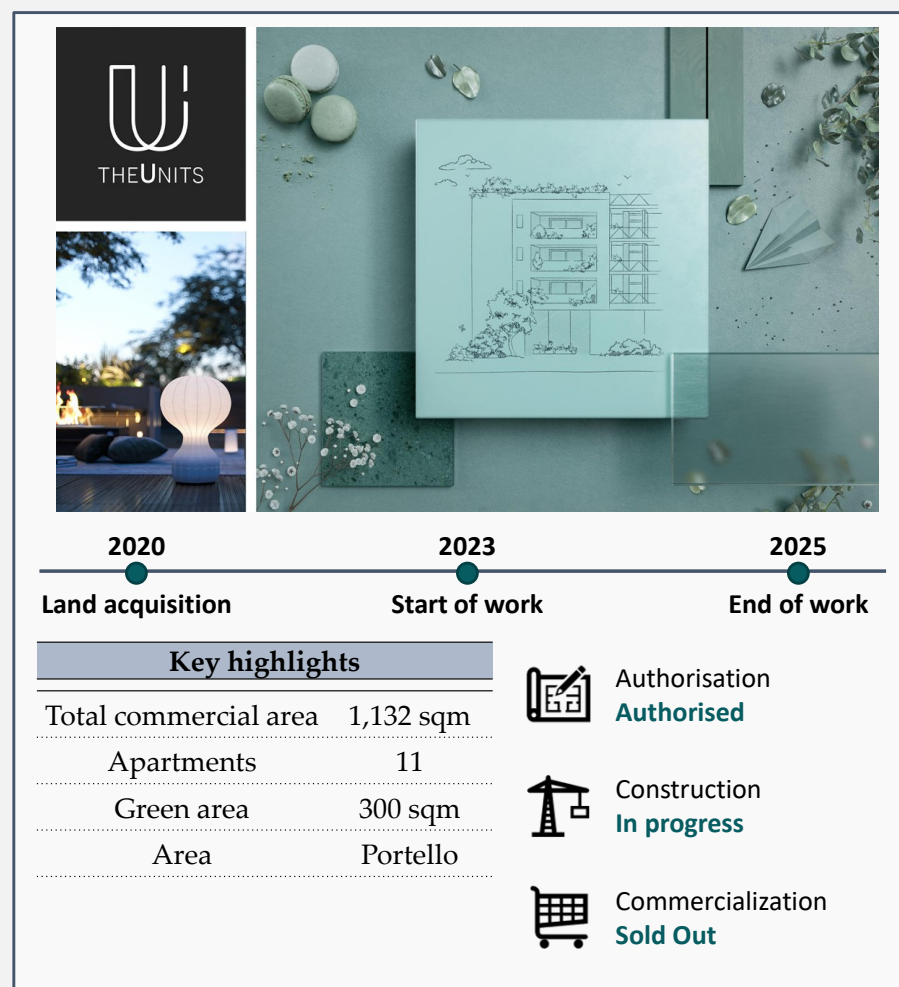 THEUNITS
2020
2023
2025
Land acquisition
Start of work
End of work
Key highlights
Total commercial area 1,132 sqm
Apartments 11
Green area 300 sqm
Area Portello
Authorisation
Authorised
Construction
In progress
Commercialization
Sold Out